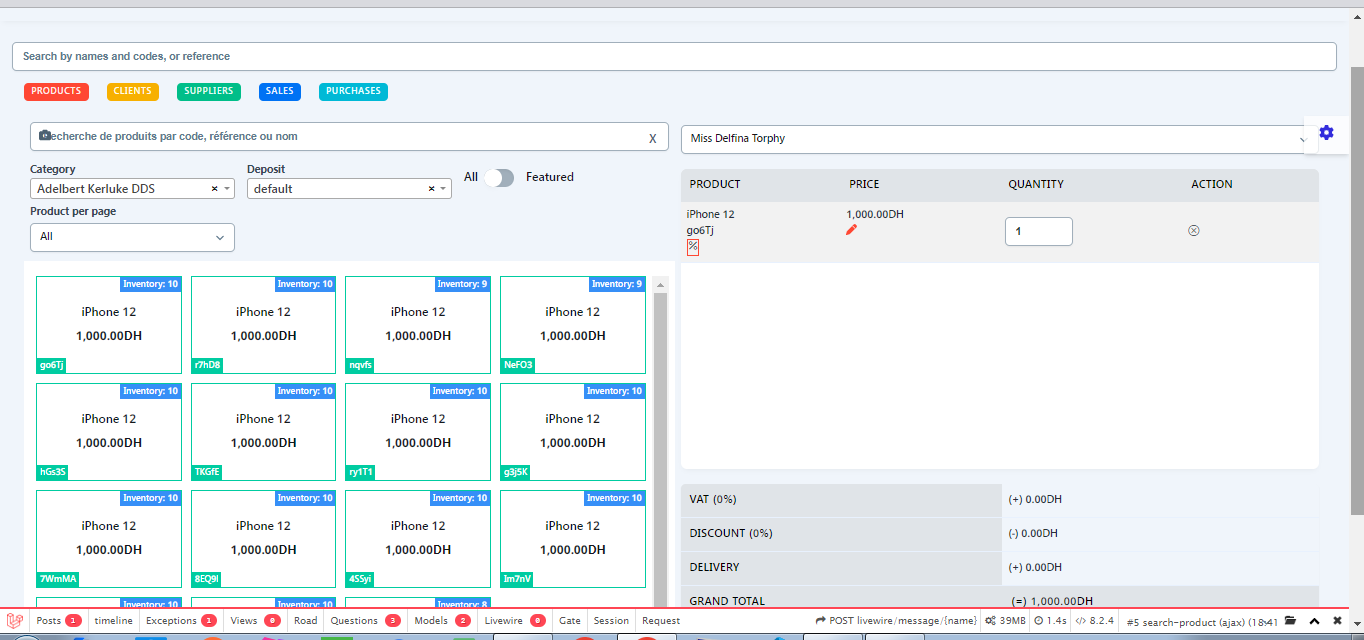 Search by names and codes, or reference
PRODUCTS CLIENTS SUPPLIERS SALES PURCHASES
echerche de produits par code, référence ou nom X
Miss Delfina Torphy
Category Deposit All Featured
Adelbert Kerluke DDS × default ×
Product per page
All
PRODUCT PRICE QUANTITY ACTION
iPhone 12 1,000.00DH
go6Tj 1
%
Inventory: 10 Inventory: 10 Inventory: 9 Inventory: 9
iPhone 12 iPhone 12 iPhone 12 iPhone 12
1,000.00DH 1,000.00DH 1,000.00DH 1,000.00DH
go6Tj r7hD8 nqvfs NeFO3
Inventory: 10 Inventory: 10 Inventory: 10 Inventory: 10
iPhone 12 iPhone 12 iPhone 12 iPhone 12
1,000.00DH 1,000.00DH 1,000.00DH 1,000.00DH
hGs3S TKGfE ry1T1 g3j5K
Inventory: 10 Inventory: 10 Inventory: 10 Inventory: 10
iPhone 12 iPhone 12 iPhone 12 iPhone 12
1,000.00DH 1,000.00DH 1,000.00DH 1,000.00DH
7WmMA 8EQ9l 45Syi Im7nV
Inventory: 10 Inventory: 10 Inventory: 8
VAT (0%) (+) 0.00DH
DISCOUNT (0%) (-) 0.00DH
DELIVERY (+) 0.00DH
GRAND TOTAL (=) 1,000.00DH
Posts 1 timeline Exceptions 1 Views 0 Road Questions 3 Models 2 Livewire 0 Gate Session Request POST livewire/message/{name} 39MB 1.4s 8.2.4 #5 search-product (ajax) (18:41